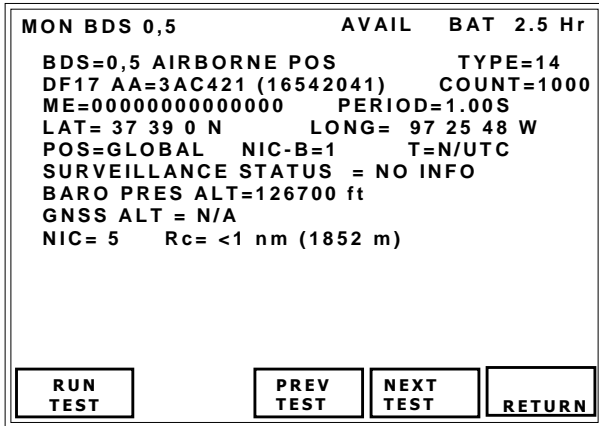 MON BDS 0,5 AVAIL BAT 2.5 Hr
BDS=0,5 AIRBORNE POS TYPE=14
DF17 AA=3AC421 (16542041) COUNT=1000
ME=00000000000000 PERIOD=1.00S
LAT= 37 39 0 N LONG= 97 25 48 W
POS=GLOBAL NIC-B=1 T=N/UTC
SURVEILLANCE STATUS = NO INFO
BARO PRES ALT=126700 ft
GNSS ALT = N/A
NIC= 5 Rc= <1 nm (1852 m)
RUN TEST
PREV TEST
NEXT TEST
RETURN